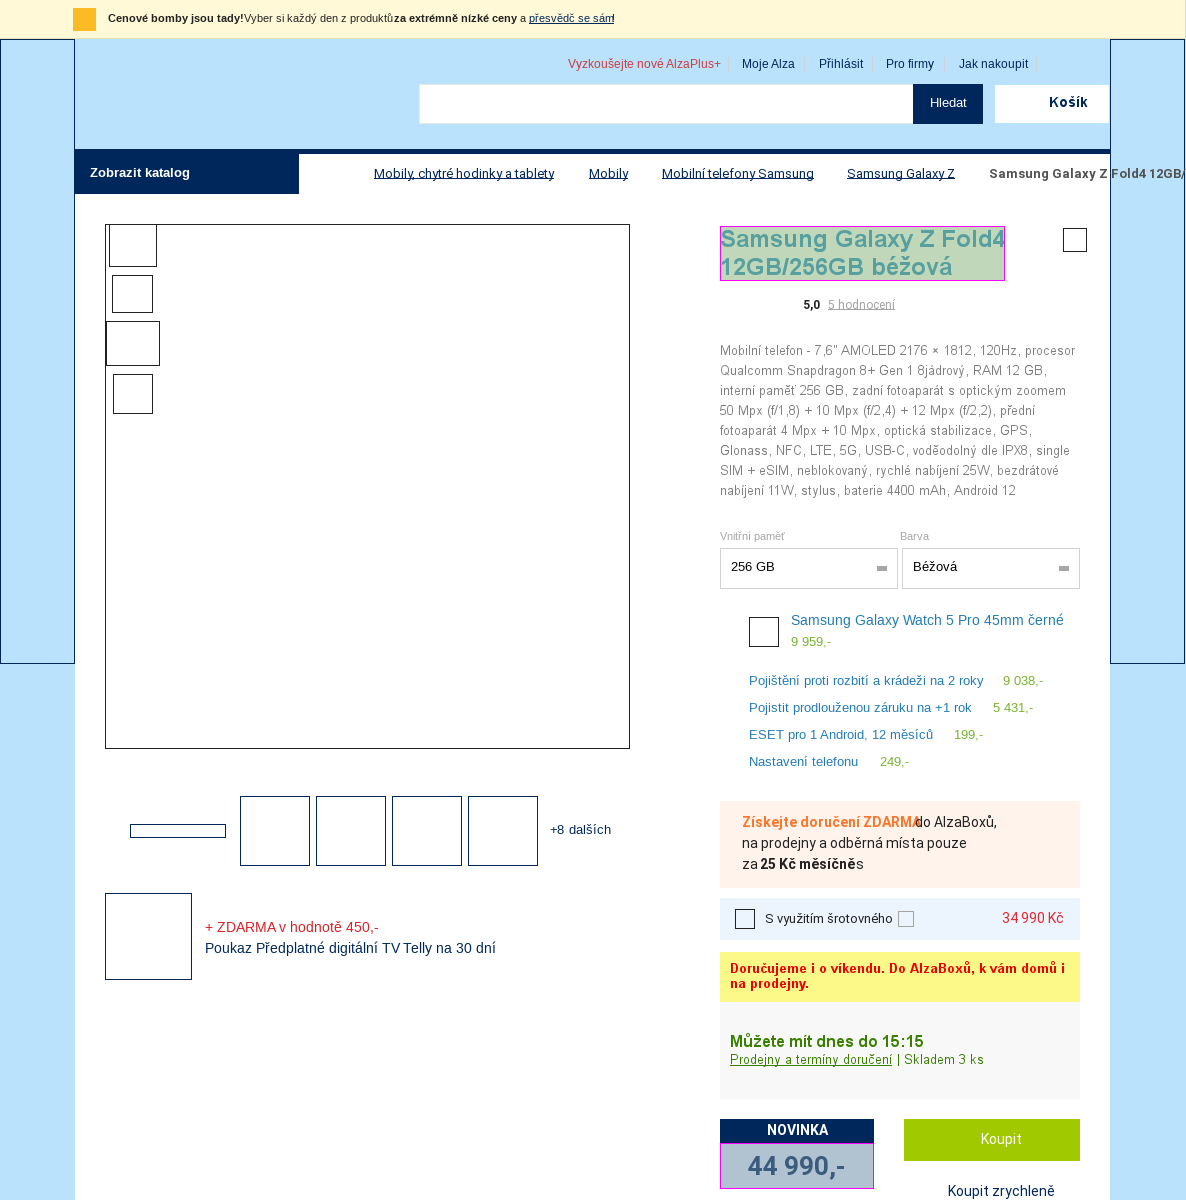 Cenové bomby jsou tady! Vyber si každý den z produktů za extrémně nízké ceny a přesvědč se sám!
Vyzkoušejte nové AlzaPlus+ Moje Alza Přihlásit Pro firmy Jak nakoupit
Hledat Košík
Zobrazit katalog Mobily, chytré hodinky a tablety Mobily Mobilní telefony Samsung Samsung Galaxy Z Samsung Galaxy Z Fold4 12GB/
Samsung Galaxy Z Fold4
12GB/256GB béžová
5,0 5 hodnocení
Mobilní telefon - 7,6" AMOLED 2176 × 1812, 120Hz, procesor
Qualcomm Snapdragon 8+ Gen 1 8jádrový, RAM 12 GB,
interní paměť 256 GB, zadní fotoaparát s optickým zoomem
50 Mpx (f/1,8) + 10 Mpx (f/2,4) + 12 Mpx (f/2,2), přední
fotoaparát 4 Mpx + 10 Mpx, optická stabilizace, GPS,
Glonass, NFC, LTE, 5G, USB-C, voděodolný dle IPX8, single
SIM + eSIM, neblokovaný, rychlé nabíjení 25W, bezdrátové
nabíjení 11W, stylus, baterie 4400 mAh, Android 12
Vnitřní paměť Barva
256 GB Béžová
Samsung Galaxy Watch 5 Pro 45mm černé
9 959,-
Pojištění proti rozbití a krádeži na 2 roky 9 038,-
Pojistit prodlouženou záruku na +1 rok 5 431,-
ESET pro 1 Android, 12 měsíců 199,-
Nastavení telefonu 249,-
+8 dalších
+ ZDARMA v hodnotě 450,-
Poukaz Předplatné digitální TV Telly na 30 dní
Získejte doručení ZDARMA do AlzaBoxů,
na prodejny a odběrná místa pouze
za 25 Kč měsíčně s
S využitím šrotovného 34 990 Kč
Doručujeme i o víkendu. Do AlzaBoxů, k vám domů i
na prodejny.
Můžete mít dnes do 15:15
Prodejny a termíny doručení | Skladem 3 ks
NOVINKA
44 990,-
Koupit
Koupit zrychleně